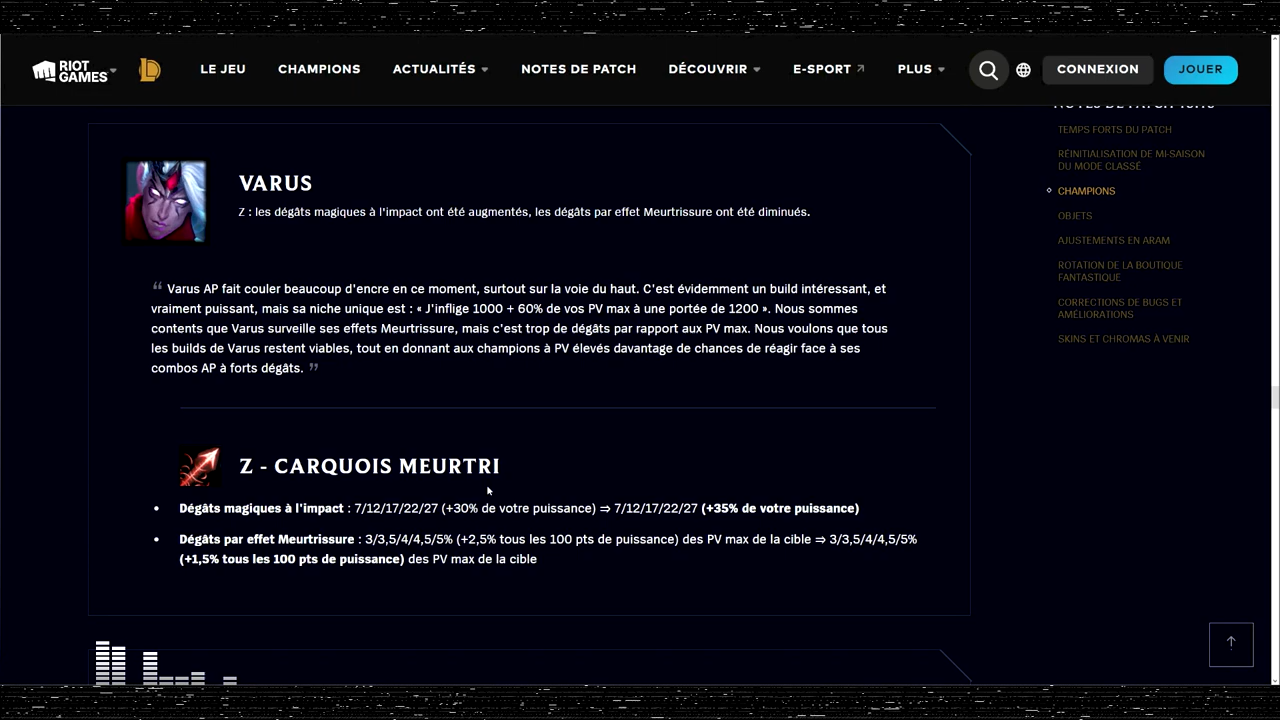 RIOT GAMES
LE JEU
CHAMPIONS
ACTUALITÉS
NOTES DE PATCH
DÉCOUVRIR
E-SPORT
PLUS
CONNEXION
JOUER
VARUS
Z : les dégâts magiques à l'impact ont été augmentés, les dégâts par effet Meurtrissure ont été diminués.
“ Varus AP fait couler beaucoup d'encre en ce moment, surtout sur la voie du haut. C'est évidemment un build intéressant, et
vraiment puissant, mais sa niche unique est : « J'inflige 1000 + 60% de vos PV max à une portée de 1200 ». Nous sommes
contents que Varus surveille ses effets Meurtrissure, mais c'est trop de dégâts par rapport aux PV max. Nous voulons que tous
les builds de Varus restent viables, tout en donnant aux champions à PV élevés davantage de chances de réagir face à ses
combos AP à forts dégâts. ”
Z - CARQUOIS MEURTRI
• Dégâts magiques à l'impact : 7/12/17/22/27 (+30% de votre puissance) ⇒ 7/12/17/22/27 (+35% de votre puissance)
• Dégâts par effet Meurtrissure : 3/3,5/4/4,5/5% (+2,5% tous les 100 pts de puissance) des PV max de la cible ⇒ 3/3,5/4/4,5/5%
(+1,5% tous les 100 pts de puissance) des PV max de la cible
TEMPS FORTS DU PATCH
RÉINITIALISATION DE MI-SAISON
DU MODE CLASSÉ
CHAMPIONS
OBJETS
AJUSTEMENTS EN ARAM
ROTATION DE LA BOUTIQUE
FANTASTIQUE
CORRECTIONS DE BUGS ET
AMÉLIORATIONS
SKINS ET CHROMAS À VENIR